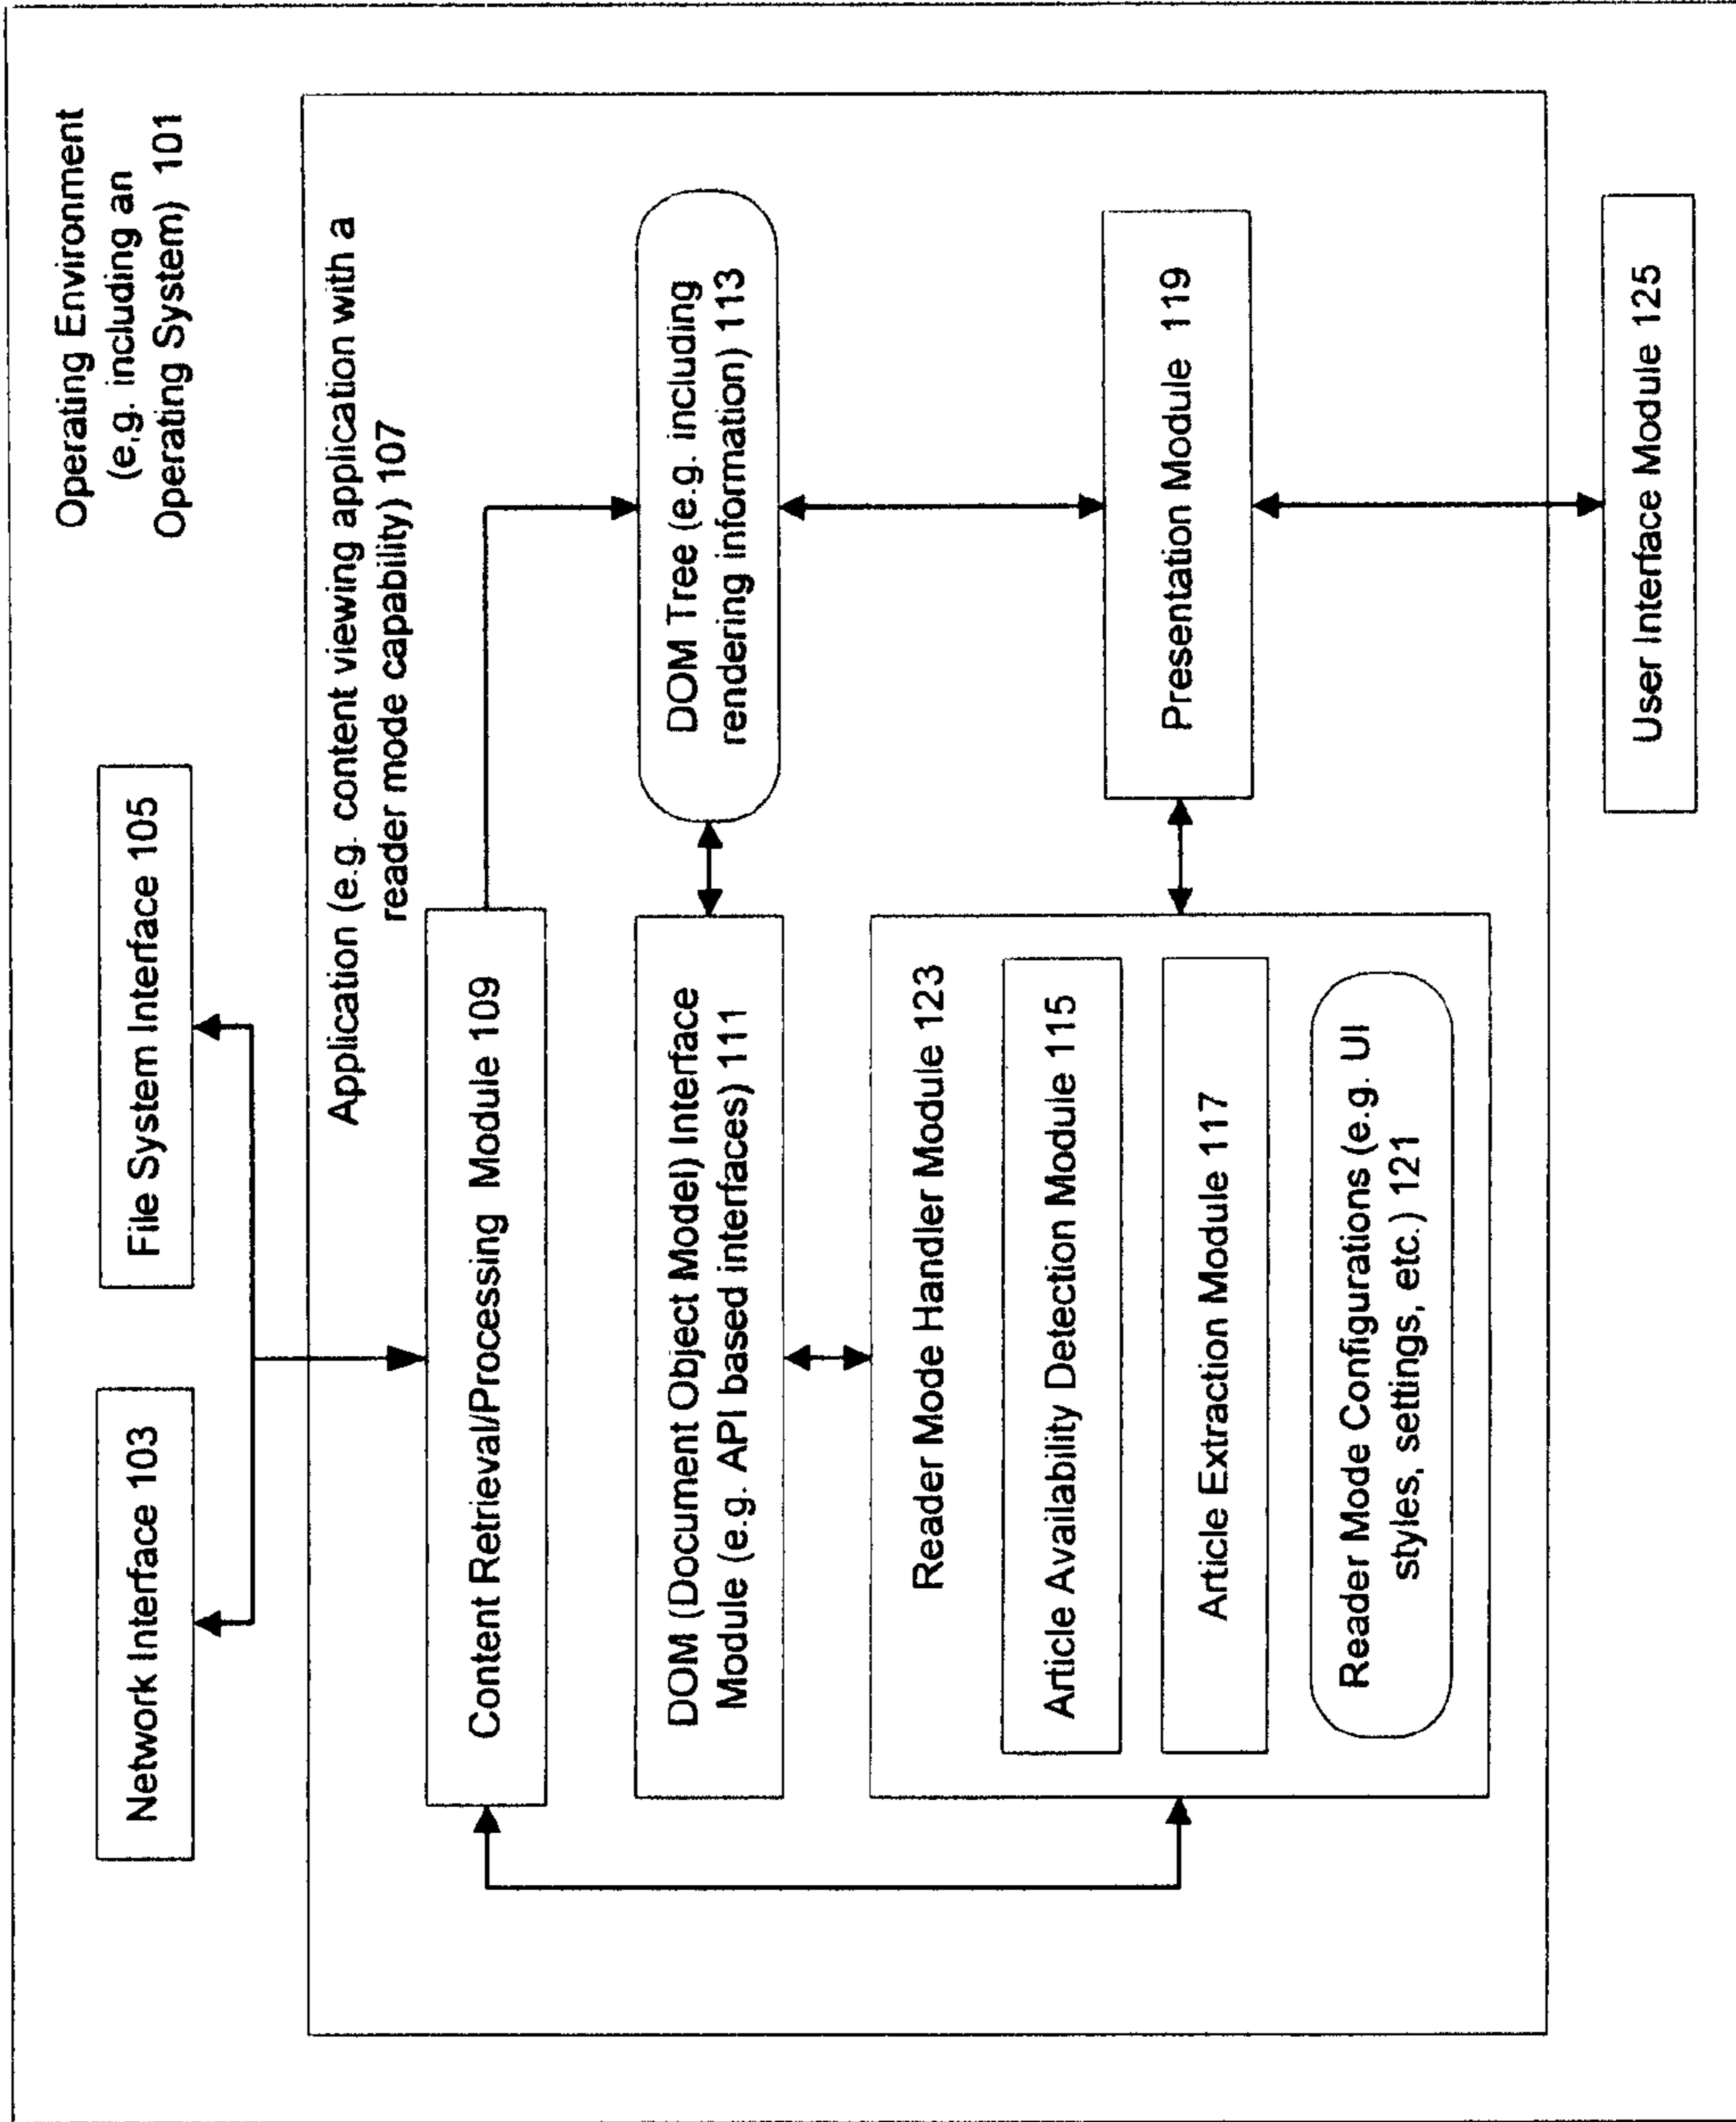 Operating Environment
(e.g. including an
Operating System) 101
Network Interface 103
File System Interface 105
Application (e.g. content viewing application with a
reader mode capability) 107
Content Retrieval/Processing Module 109
DOM (Document Object Model) Interface
Module (e.g. API based interfaces) 111
DOM Tree (e.g. including
rendering information) 113
Reader Mode Handler Module 123
Article Availability Detection Module 115
Article Extraction Module 117
Reader Mode Configurations (e.g. UI
styles, settings, etc.) 121
Presentation Module 119
User Interface Module 125